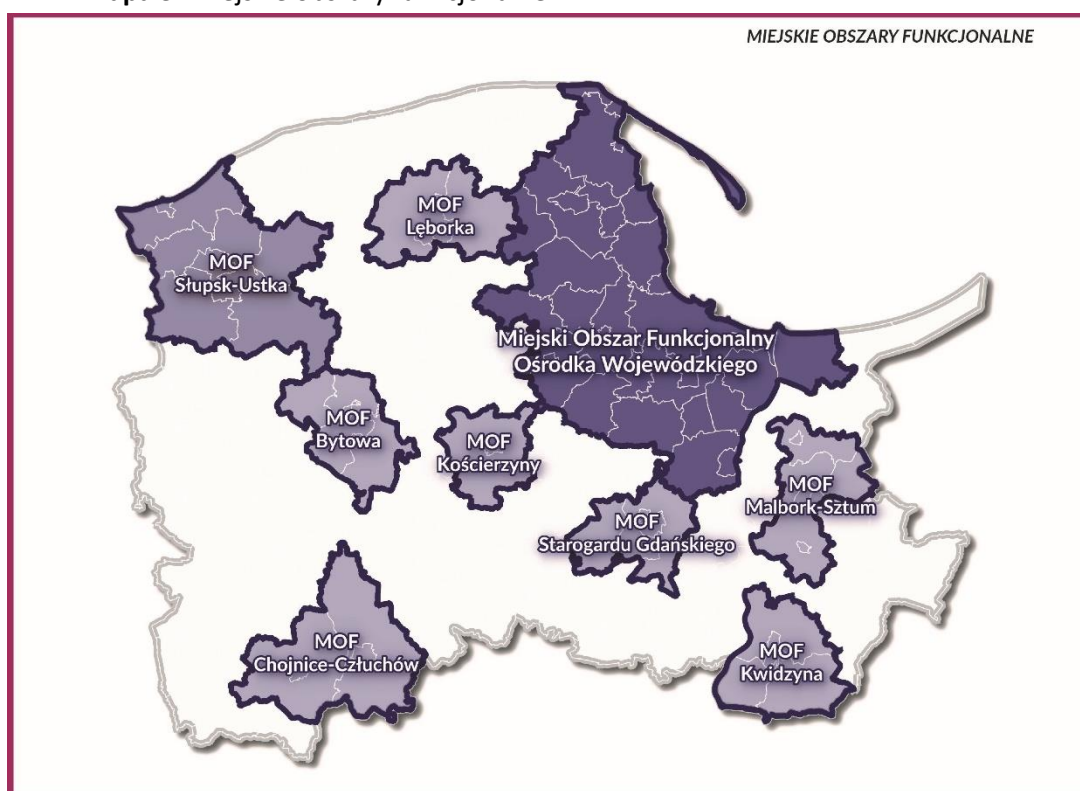 MIEJSKIE OBSZARY FUNKCJONALNE
MOF
Lęborka
MOF
Słupsk-Ustka
Miejski Obszar Funkcjonalny
Ośrodka Wojewódzkiego
MOF
Bytowa
MOF
Kościerzyny
MOF
Malbork-Sztum
MOF
Starogardu Gdańskiego
MOF
Chojnice-Człuchów
MOF
Kwidzyna